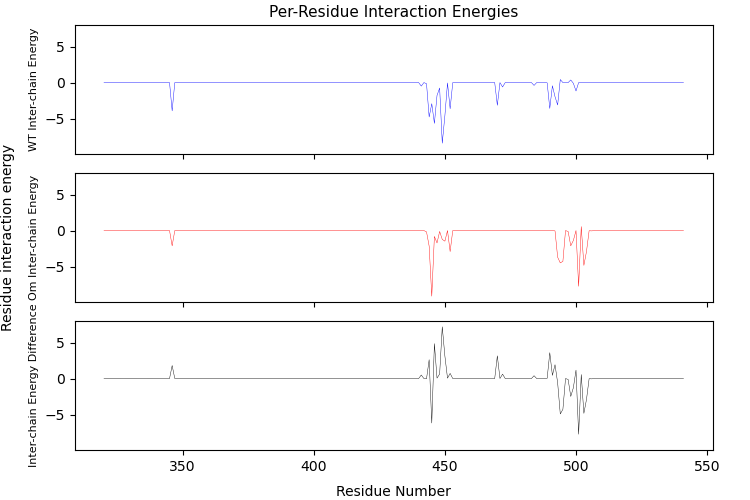 Per-Residue Interaction Energies
WT Inter-chain Energy
5
0
−5
Residue interaction energy
Om Inter-chain Energy
5
0
−5
Inter-chain Energy Difference
5
0
−5
350
400
450
500
550
Residue Number